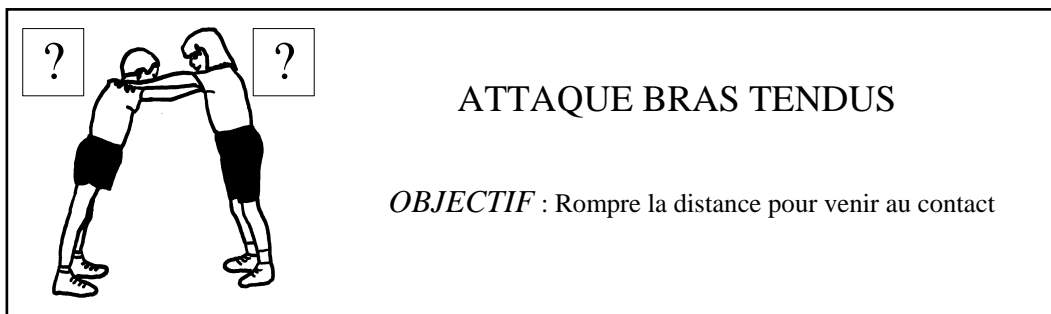 ? ?
ATTAQUE BRAS TENDUS
OBJECTIF : Rompre la distance pour venir au contact